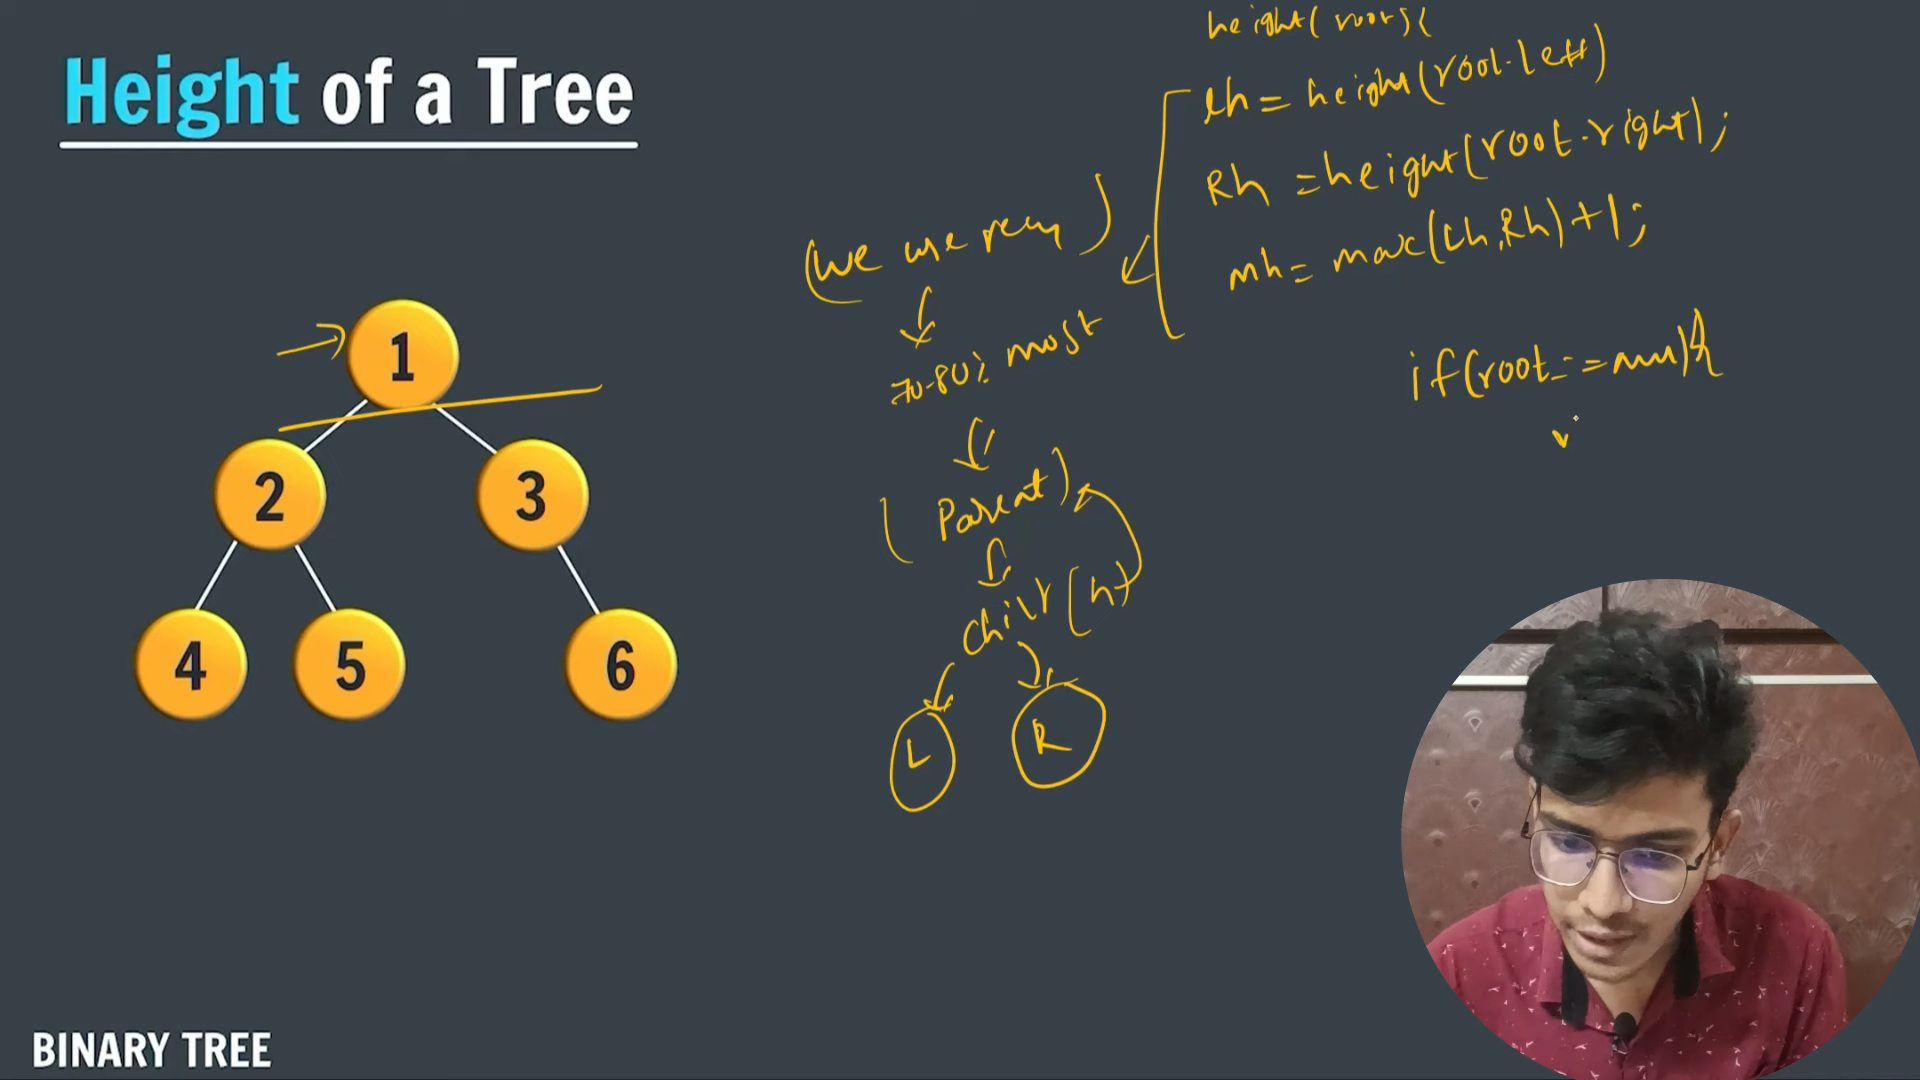 Height of a Tree
height(root){
lh = height(root.left)
Rh = height(root.right);
mh = max(Lh,Rh)+1;
(we use recu)
70-80% most
(Parent)
child (h)
L R
if(root==null){
1
2 3
4 5 6
BINARY TREE